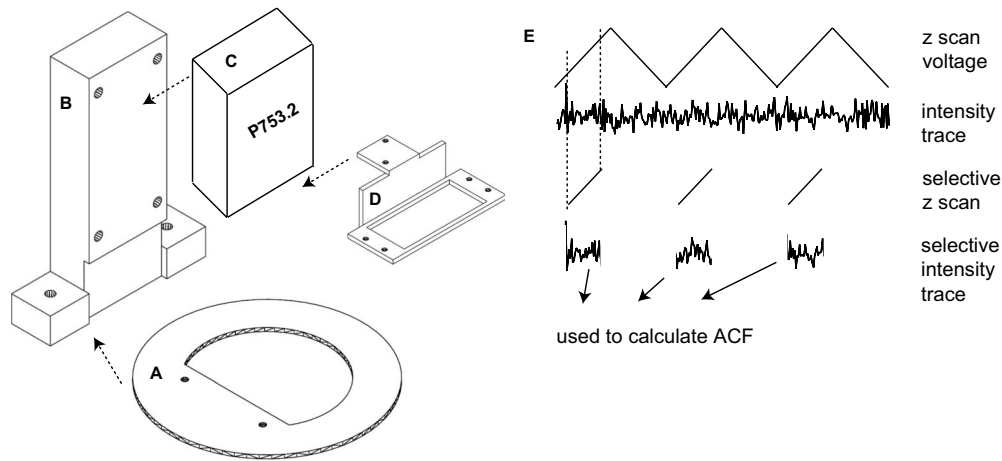 B
C
P753.2
D
A
E
z scan
voltage
intensity
trace
selective
z scan
selective
intensity
trace
used to calculate ACF